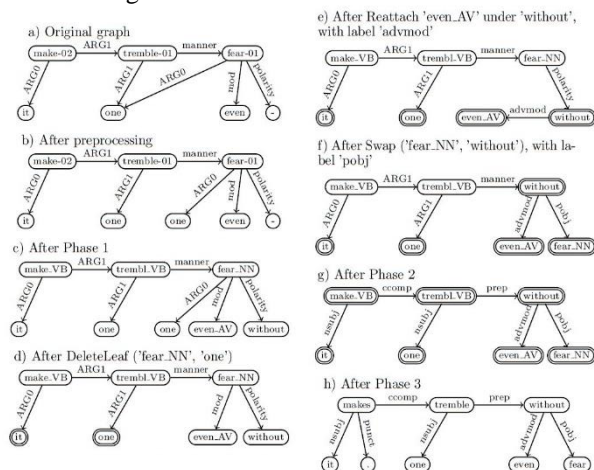 a) Original graph
make-02 ARG1 tremble-01 manner fear-01
ARG0 ARG1 ARG0 mod polarity
it one even -
b) After preprocessing
make-02 ARG1 tremble-01 manner fear-01
ARG0 ARG1 ARG0 mod polarity
it one one even -
c) After Phase 1
make_VB ARG1 trembl_VB manner fear_NN
ARG0 ARG1 ARG0 mod polarity
it one one even_AV without
d) After DeleteLeaf ('fear_NN', 'one')
make_VB ARG1 trembl_VB manner fear_NN
ARG0 ARG1 mod polarity
it one even_AV without
e) After Reattach 'even_AV' under 'without',
with label 'advmod'
make_VB ARG1 trembl_VB manner fear_NN
ARG0 ARG1 polarity
it one even_AV advmod without
f) After Swap ('fear_NN', 'without'), with la-
bel 'pobj'
make_VB ARG1 trembl_VB manner without
ARG0 ARG1 advmod pobj
it one even_AV fear_NN
g) After Phase 2
make_VB ccomp trembl_VB prep without
nsubj nsubj advmod pobj
it one even_AV fear_NN
h) After Phase 3
makes ccomp tremble prep without
nsubj punct nsubj advmod pobj
it . one even fear